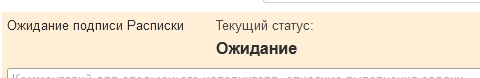 Ожидание подписи Расписки
Текущий статус:
Ожидание